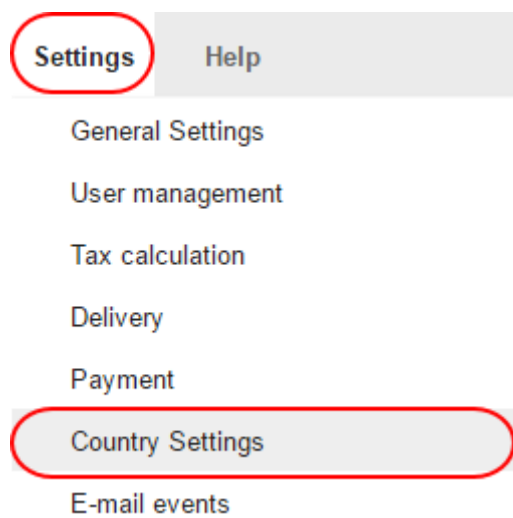 Settings Help
General Settings
User management
Tax calculation
Delivery
Payment
Country Settings
E-mail events